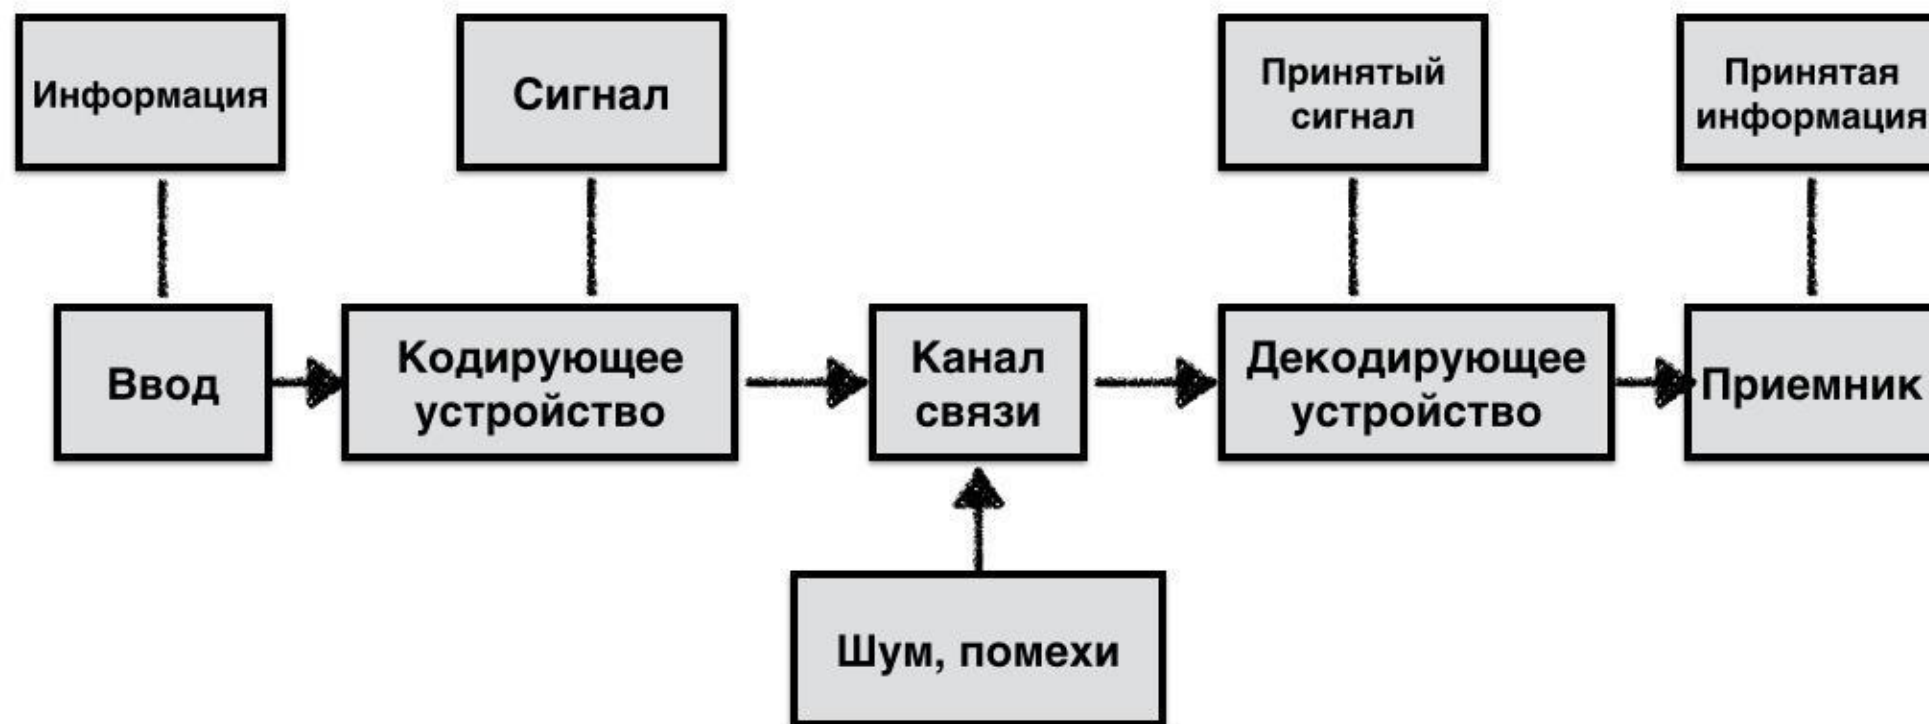 Информация
Сигнал
Принятый
сигнал
Принятая
информация
Ввод
Кодирующее
устройство
Канал
связи
Декодирующее
устройство
Приемник
Шум, помехи